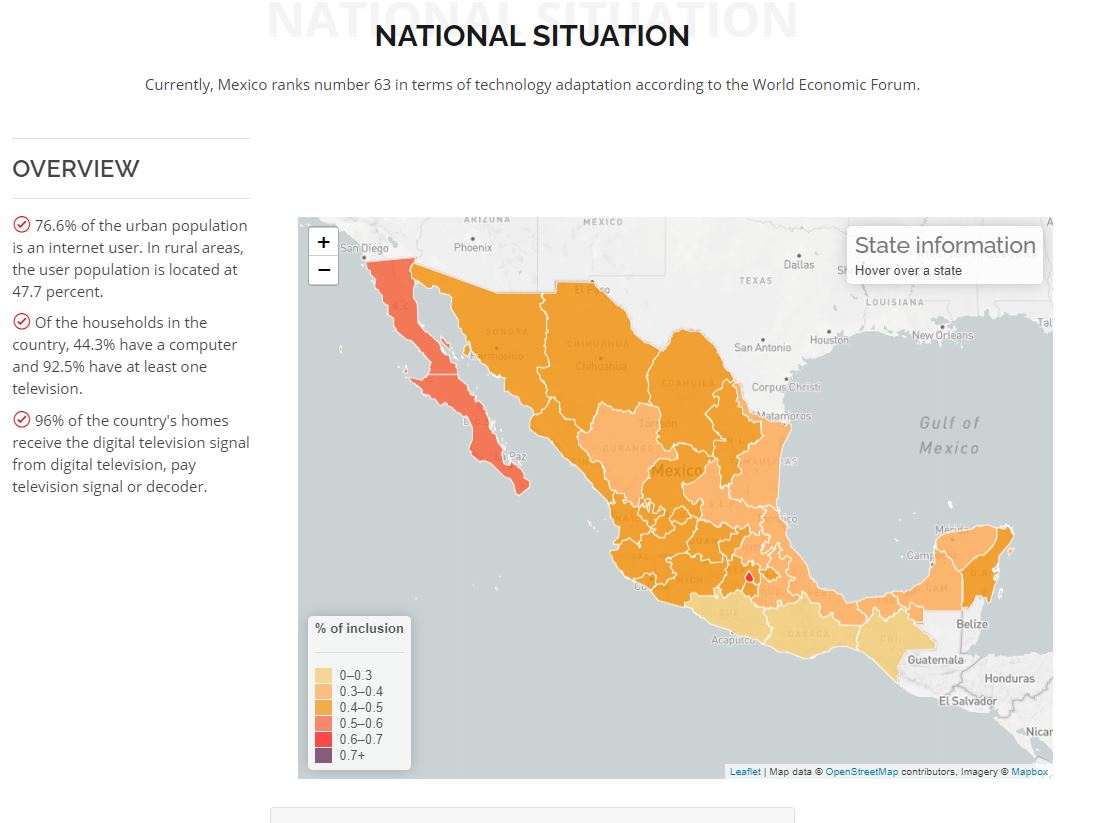 NATIONAL SITUATION
NATIONAL SITUATION
Currently, Mexico ranks number 63 in terms of technology adaptation according to the World Economic Forum.
OVERVIEW
76.6% of the urban population
is an internet user. In rural areas,
the user population is located at
47.7 percent.
Of the households in the
country, 44.3% have a computer
and 92.5% have at least one
television.
96% of the country's homes
receive the digital television signal
from digital television, pay
television signal or decoder.
+
−
State information
Hover over a state
ARIZONA
MEXICO
San Diego
Phoenix
Dallas
TEXAS
LOUISIANA
El Paso
B.C.
SONORA
Hermosillo
CHIHUAHUA
Chihuahua
San Antonio
Houston
New Orleans
COAHUILA
Corpus Christi
Matamoros
Torreón
DURANGO
La Paz
Mexico
TAMAULIPAS
Gulf of
Mexico
Tampico
Mérida
JAL.
MICH.
CAM.
Belize
Acapulco
OAXACA
Guatemala
Honduras
El Salvador
% of inclusion
0–0.3
0.3–0.4
0.4–0.5
0.5–0.6
0.6–0.7
0.7+
Leaflet | Map data © OpenStreetMap contributors, Imagery © Mapbox